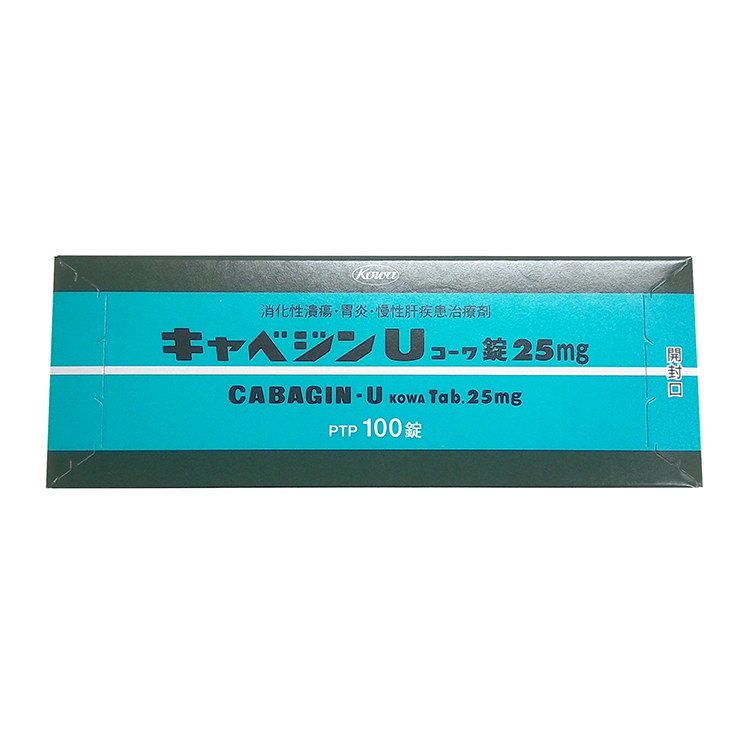 Kowa
消化性潰瘍・胃炎・慢性肝疾患治療剤
キャベジンU コーワ錠25mg
CABAGIN-U KOWA Tab.25mg
PTP 100錠
開封口